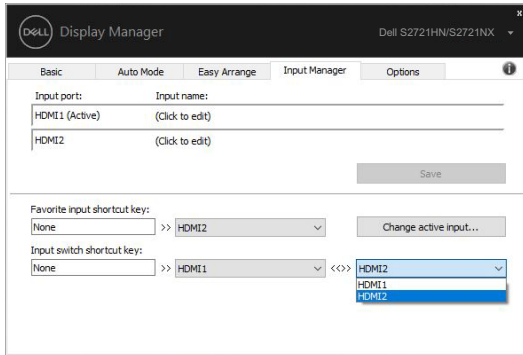 DELL Display Manager Dell S2721HN/S2721NX
Basic Auto Mode Easy Arrange Input Manager Options
Input port: Input name:
HDMI1 (Active) (Click to edit)
HDMI2 (Click to edit)
Save
Favorite input shortcut key:
None >> HDMI2 Change active input...
Input switch shortcut key:
None >> HDMI1 <<>> HDMI2
HDMI1
HDMI2